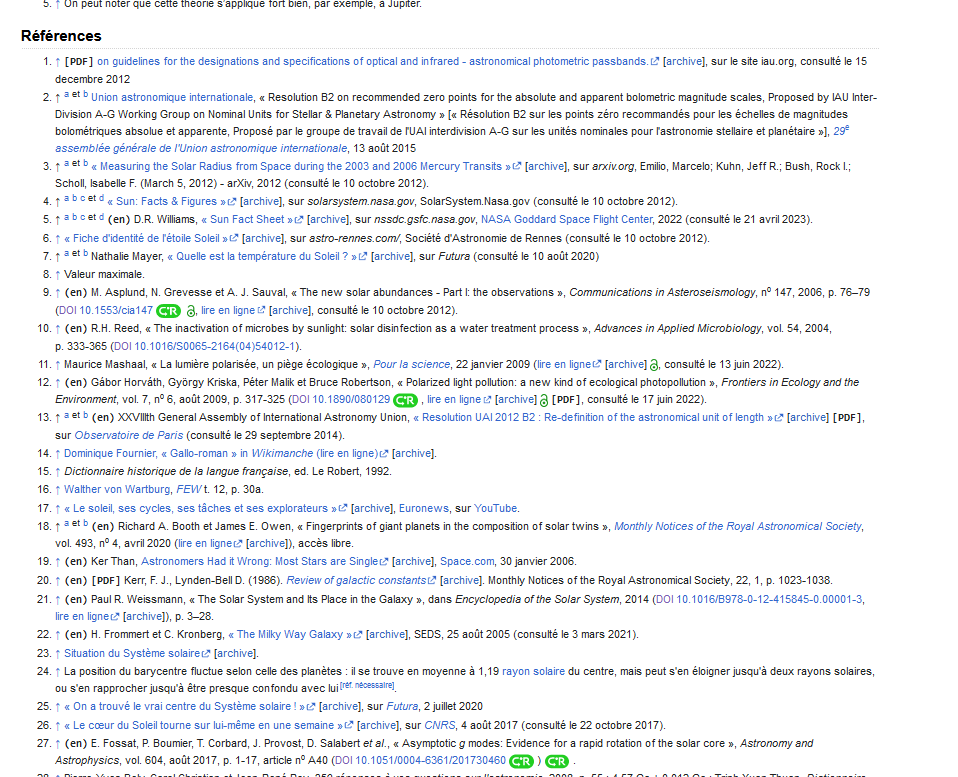 5. ↑ On peut noter que cette théorie s'applique fort bien, par exemple, à Jupiter.
Références
1. ↑ [PDF] on guidelines for the designations and specifications of optical and infrared - astronomical photometric passbands. [archive], sur le site iau.org, consulté le 15
decembre 2012
2. ↑ a et b Union astronomique internationale, « Resolution B2 on recommended zero points for the absolute and apparent bolometric magnitude scales, Proposed by IAU Inter-
Division A-G Working Group on Nominal Units for Stellar & Planetary Astronomy » [« Résolution B2 sur les points zéro recommandés pour les échelles de magnitudes
bolométriques absolue et apparente, Proposé par le groupe de travail de l'UAI interdivision A-G sur les unités nominales pour l'astronomie stellaire et planétaire »], 29e
assemblée générale de l'Union astronomique internationale, 13 août 2015
3. ↑ a et b « Measuring the Solar Radius from Space during the 2003 and 2006 Mercury Transits » [archive], sur arxiv.org, Emilio, Marcelo; Kuhn, Jeff R.; Bush, Rock I.;
Scholl, Isabelle F. (March 5, 2012) - arXiv, 2012 (consulté le 10 octobre 2012).
4. ↑ a b c et d « Sun: Facts & Figures » [archive], sur solarsystem.nasa.gov, SolarSystem.Nasa.gov (consulté le 10 octobre 2012).
5. ↑ a b c et d (en) D.R. Williams, « Sun Fact Sheet » [archive], sur nssdc.gsfc.nasa.gov, NASA Goddard Space Flight Center, 2022 (consulté le 21 avril 2023).
6. ↑ « Fiche d'identité de l'étoile Soleil » [archive], sur astro-rennes.com/, Société d'Astronomie de Rennes (consulté le 10 octobre 2012).
7. ↑ a et b Nathalie Mayer, « Quelle est la température du Soleil ? » [archive], sur Futura (consulté le 10 août 2020)
8. ↑ Valeur maximale.
9. ↑ (en) M. Asplund, N. Grevesse et A. J. Sauval, « The new solar abundances - Part I: the observations », Communications in Asteroseismology, no 147, 2006, p. 76–79
(DOI 10.1553/cia147, lire en ligne [archive], consulté le 10 octobre 2012).
10. ↑ (en) R.H. Reed, « The inactivation of microbes by sunlight: solar disinfection as a water treatment process », Advances in Applied Microbiology, vol. 54, 2004,
p. 333-365 (DOI 10.1016/S0065-2164(04)54012-1).
11. ↑ Maurice Mashaal, « La lumière polarisée, un piège écologique », Pour la science, 22 janvier 2009 (lire en ligne [archive], consulté le 13 juin 2022).
12. ↑ (en) Gábor Horváth, György Kriska, Péter Malik et Bruce Robertson, « Polarized light pollution: a new kind of ecological photopollution », Frontiers in Ecology and the
Environment, vol. 7, no 6, août 2009, p. 317-325 (DOI 10.1890/080129, lire en ligne [archive] [PDF], consulté le 17 juin 2022).
13. ↑ a et b (en) XXVIIIth General Assembly of International Astronomy Union, « Resolution UAI 2012 B2 : Re-definition of the astronomical unit of length » [archive] [PDF],
sur Observatoire de Paris (consulté le 29 septembre 2014).
14. ↑ Dominique Fournier, « Gallo-roman » in Wikimanche (lire en ligne) [archive].
15. ↑ Dictionnaire historique de la langue française, ed. Le Robert, 1992.
16. ↑ Walther von Wartburg, FEW t. 12, p. 30a.
17. ↑ « Le soleil, ses cycles, ses tâches et ses explorateurs » [archive], Euronews, sur YouTube.
18. ↑ a et b (en) Richard A. Booth et James E. Owen, « Fingerprints of giant planets in the composition of solar twins », Monthly Notices of the Royal Astronomical Society,
vol. 493, no 4, avril 2020 (lire en ligne [archive]), accès libre.
19. ↑ (en) Ker Than, Astronomers Had it Wrong: Most Stars are Single [archive], Space.com, 30 janvier 2006.
20. ↑ (en) [PDF] Kerr, F. J., Lynden-Bell D. (1986). Review of galactic constants [archive]. Monthly Notices of the Royal Astronomical Society, 22, 1, p. 1023-1038.
21. ↑ (en) Paul R. Weissmann, « The Solar System and Its Place in the Galaxy », dans Encyclopedia of the Solar System, 2014 (DOI 10.1016/B978-0-12-415845-0.00001-3,
lire en ligne [archive]), p. 3–28.
22. ↑ (en) H. Frommert et C. Kronberg, « The Milky Way Galaxy » [archive], SEDS, 25 août 2005 (consulté le 3 mars 2021).
23. ↑ Situation du Système solaire [archive].
24. ↑ La position du barycentre fluctue selon celle des planètes : il se trouve en moyenne à 1,19 rayon solaire du centre, mais peut s'en éloigner jusqu'à deux rayons solaires,
ou s'en rapprocher jusqu'à être presque confondu avec lui[réf. nécessaire].
25. ↑ « On a trouvé le vrai centre du Système solaire ! » [archive], sur Futura, 2 juillet 2020
26. ↑ « Le cœur du Soleil tourne sur lui-même en une semaine » [archive], sur CNRS, 4 août 2017 (consulté le 22 octobre 2017).
27. ↑ (en) E. Fossat, P. Boumier, T. Corbard, J. Provost, D. Salabert et al., « Asymptotic g modes: Evidence for a rapid rotation of the solar core », Astronomy and
Astrophysics, vol. 604, août 2017, p. 1-17, article no A40 (DOI 10.1051/0004-6361/201730460) .